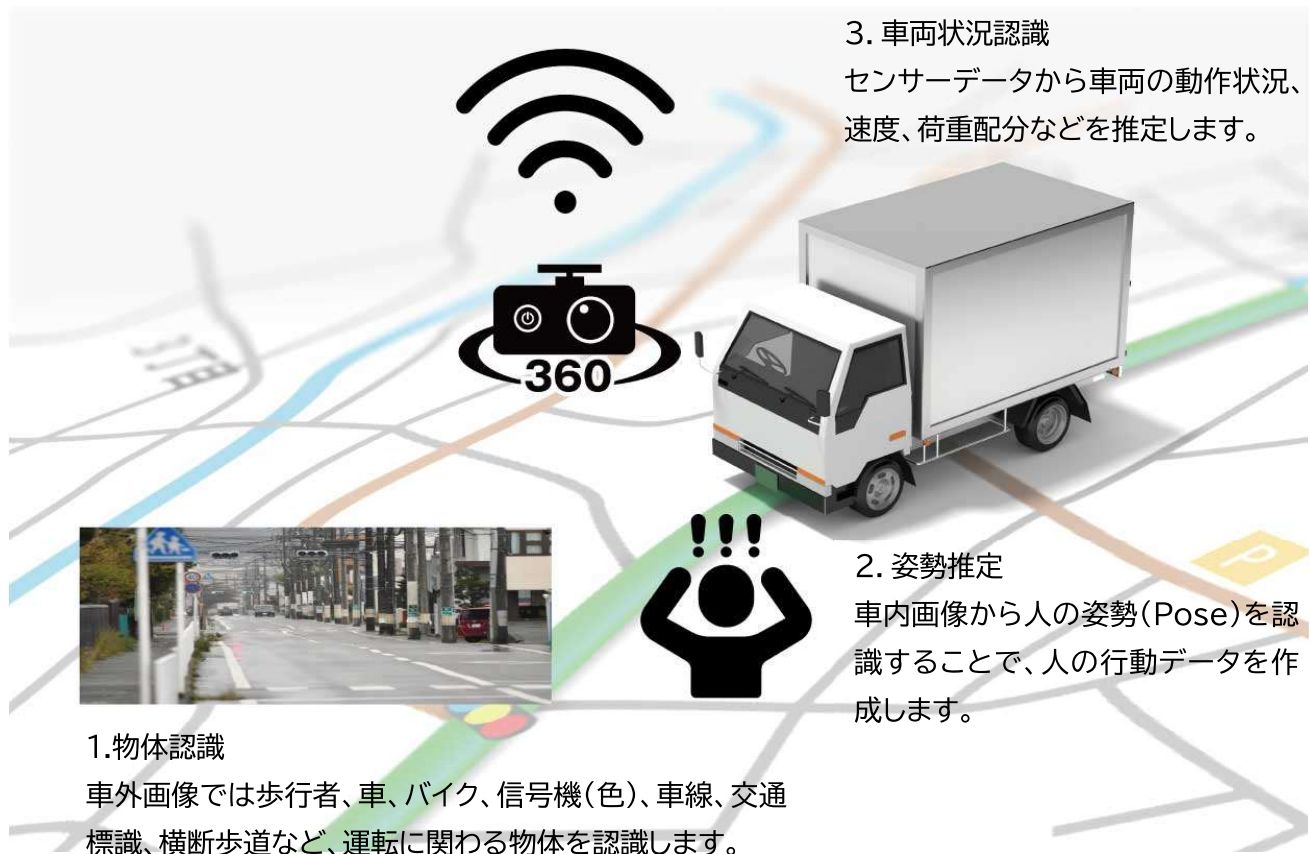 3. 車両状況認識
センサーデータから車両の動作状況、
速度、荷重配分などを推定します。
360
!!!
2. 姿勢推定
車内画像から人の姿勢(Pose)を認
識することで、人の行動データを作
成します。
P
1.物体認識
車外画像では歩行者、車、バイク、信号機(色)、車線、交通
標識、横断歩道など、運転に関わる物体を認識します。